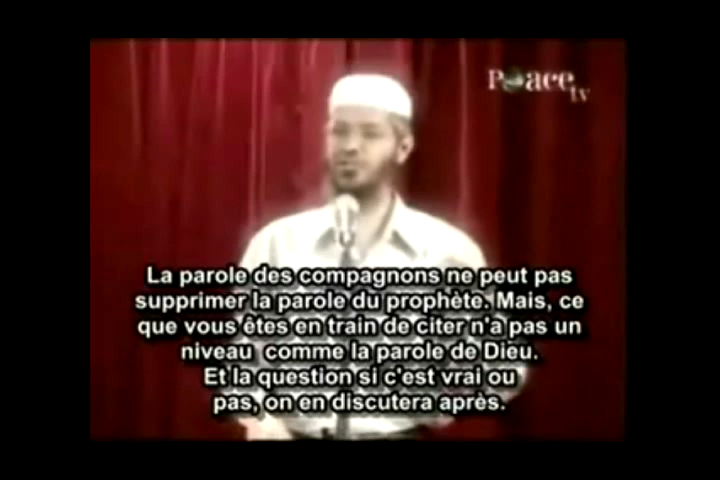 Peace
tv
La parole des compagnons ne peut pas
supprimer la parole du prophète. Mais, ce
que vous êtes en train de citer n'a pas un
niveau comme la parole de Dieu.
Et la question si c'est vrai ou
pas, on en discutera après.